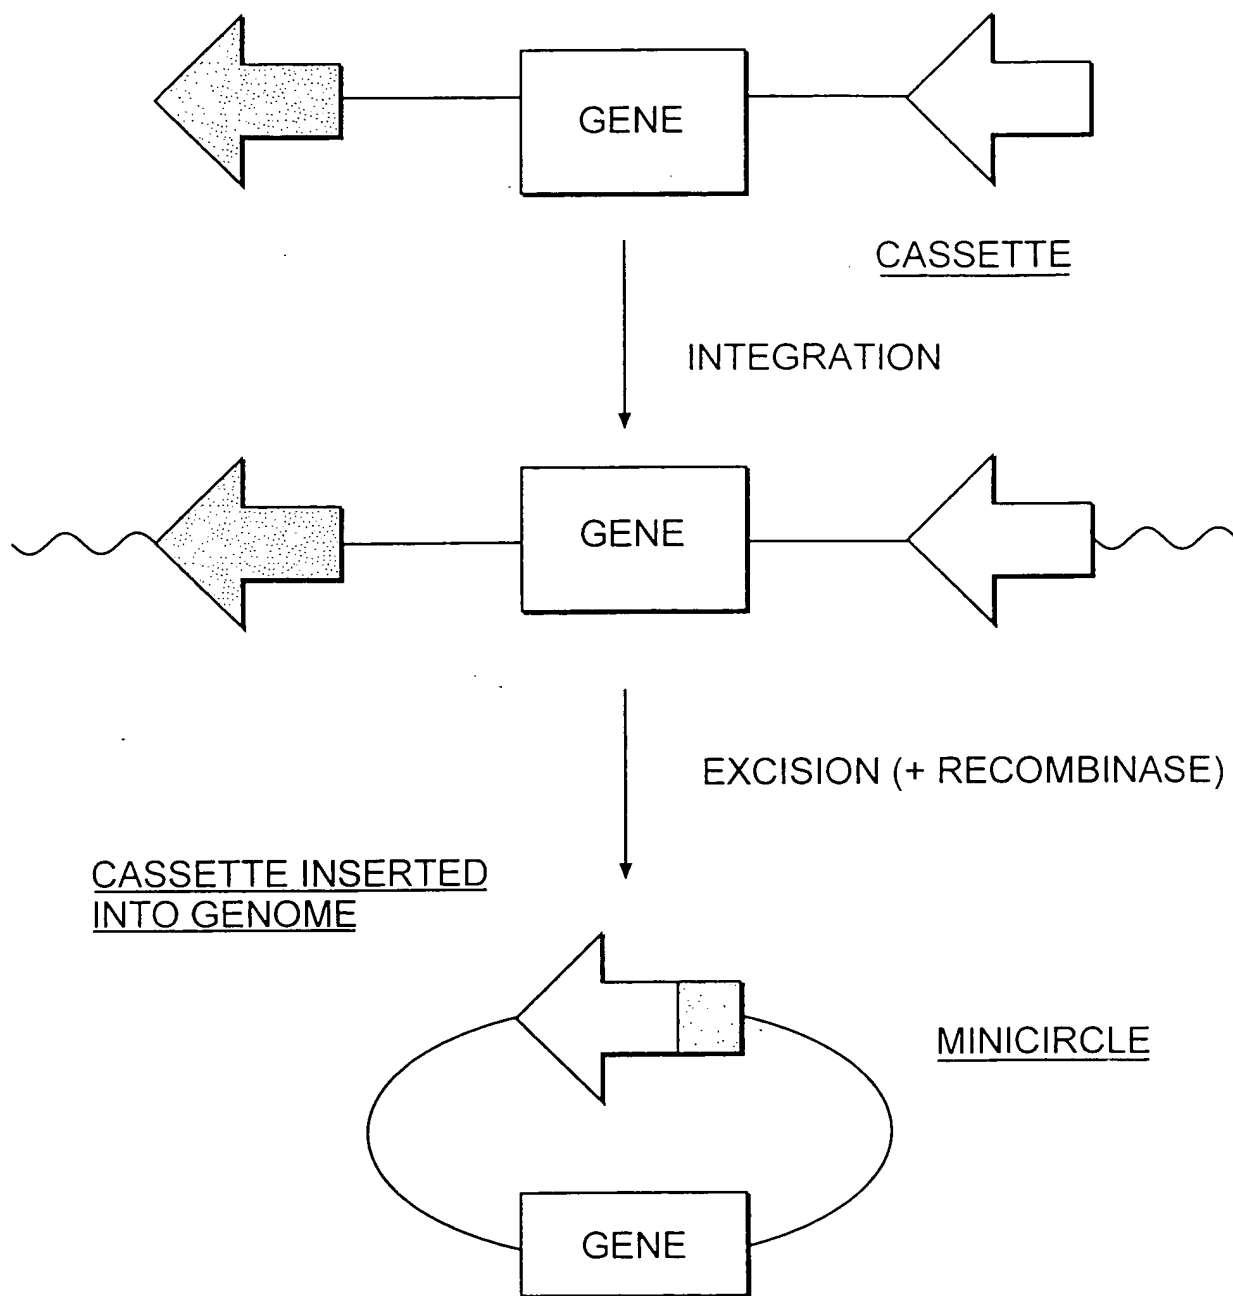 GENE
CASSETTE
INTEGRATION
GENE
EXCISION (+ RECOMBINASE)
CASSETTE INSERTED
INTO GENOME
MINICIRCLE
GENE